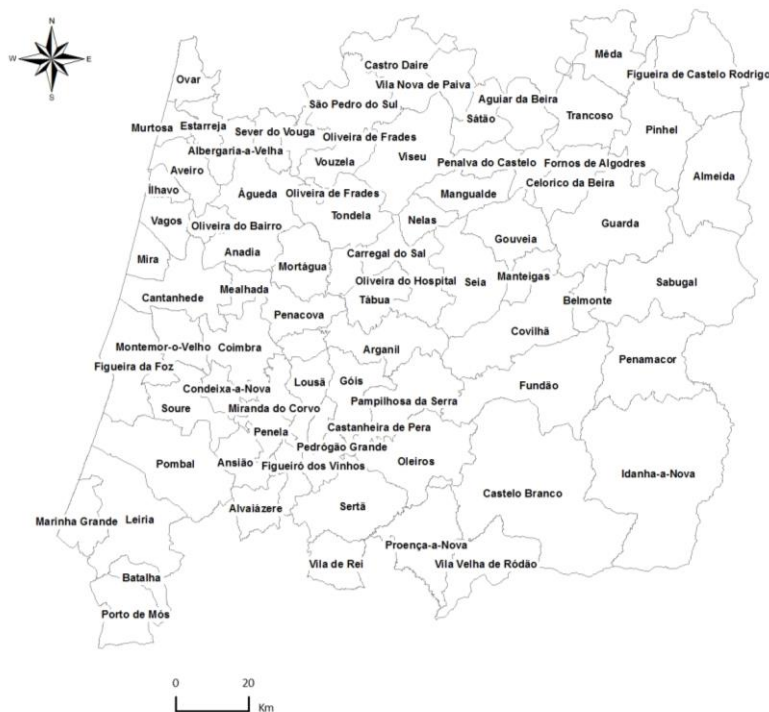 N
W E
S
Mêda
Ovar
Castro Daire
Figueira de Castelo Rodrigo
Vila Nova de Paiva
Aguiar da Beira
São Pedro do Sul
Sátão
Trancoso
Murtosa
Estarreja
Sever do Vouga
Oliveira de Frades
Pinhel
Albergaria-a-Velha
Vouzela
Viseu
Penalva do Castelo
Fornos de Algodres
Aveiro
Almeida
Celorico da Beira
Ílhavo
Águeda
Oliveira de Frades
Mangualde
Vagos
Oliveira do Bairro
Tondela
Nelas
Guarda
Gouveia
Mira
Anadia
Carregal do Sal
Mortágua
Manteigas
Mealhada
Oliveira do Hospital
Seia
Sabugal
Cantanhede
Tábua
Belmonte
Penacova
Covilhã
Montemor-o-Velho
Coimbra
Arganil
Penamacor
Figueira da Foz
Condeixa-a-Nova
Lousã
Góis
Fundão
Soure
Miranda do Corvo
Pampilhosa da Serra
Penela
Castanheira de Pera
Pombal
Ansião
Pedrógão Grande
Figueiró dos Vinhos
Oleiros
Idanha-a-Nova
Castelo Branco
Marinha Grande
Leiria
Alvaiázere
Sertã
Proença-a-Nova
Vila de Rei
Vila Velha de Ródão
Batalha
Porto de Mós
0 20
Km